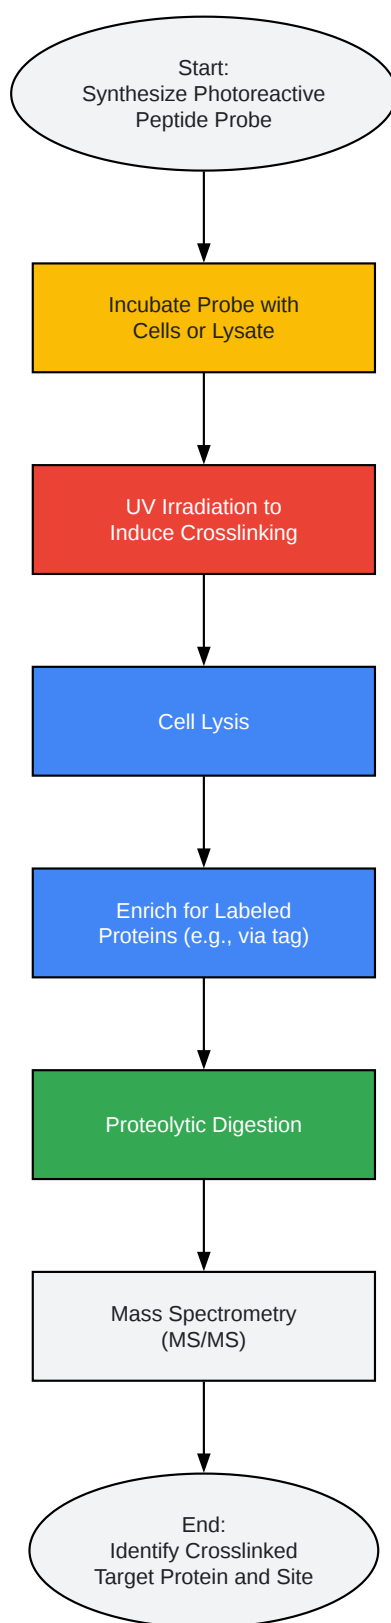 Start:
Synthesize Photoreactive
Peptide Probe
Incubate Probe with
Cells or Lysate
UV Irradiation to
Induce Crosslinking
Cell Lysis
Enrich for Labeled
Proteins (e.g., via tag)
Proteolytic Digestion
Mass Spectrometry
(MS/MS)
End:
Identify Crosslinked
Target Protein and Site